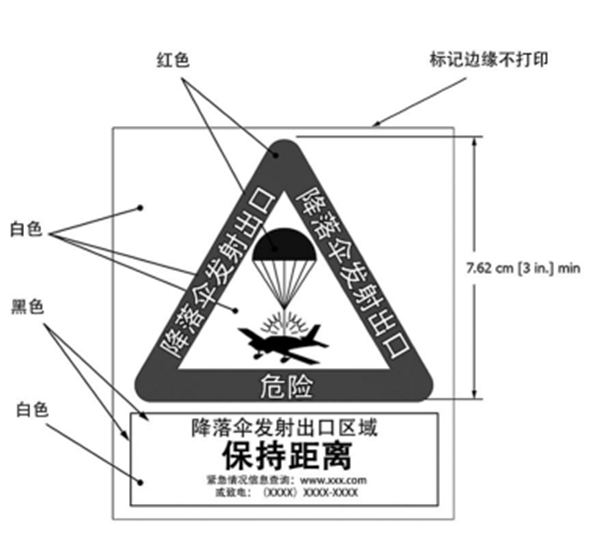 红色
标记边缘不打印
降落伞发射出口
降落伞发射出口
白色
7.62 cm [3 in.] min
黑色
危险
白色
降落伞发射出口区域
保持距离
紧急情况信息查询：www.xxx.com
或致电：（XXXX）XXXX-XXXX